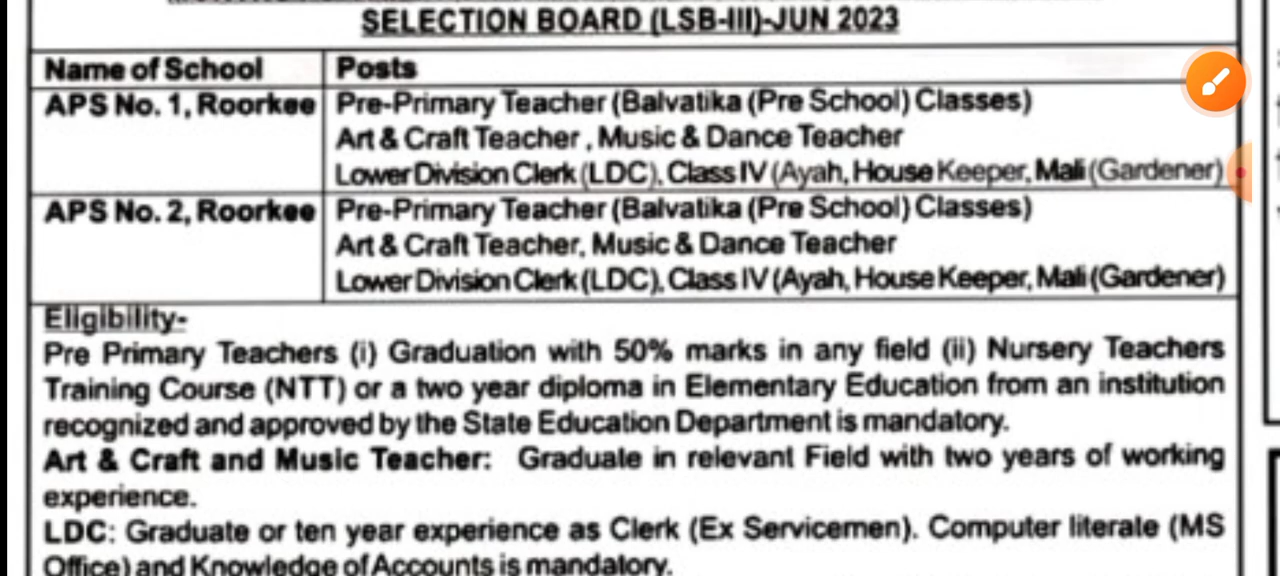 SELECTION BOARD (LSB-III)-JUN 2023
Name of School Posts
APS No. 1, Roorkee Pre-Primary Teacher (Balvatika (Pre School) Classes)
Art & Craft Teacher , Music & Dance Teacher
Lower Division Clerk (LDC), Class IV (Ayah, House Keeper, Mali (Gardener)
APS No. 2, Roorkee Pre-Primary Teacher (Balvatika (Pre School) Classes)
Art & Craft Teacher, Music & Dance Teacher
Lower Division Clerk (LDC), Class IV (Ayah, House Keeper, Mali (Gardener)
Eligibility-
Pre Primary Teachers (i) Graduation with 50% marks in any field (ii) Nursery Teachers
Training Course (NTT) or a two year diploma in Elementary Education from an institution
recognized and approved by the State Education Department is mandatory.
Art & Craft and Music Teacher: Graduate in relevant Field with two years of working
experience.
LDC: Graduate or ten year experience as Clerk (Ex Servicemen). Computer literate (MS
Office) and Knowledge of Accounts is mandatory.